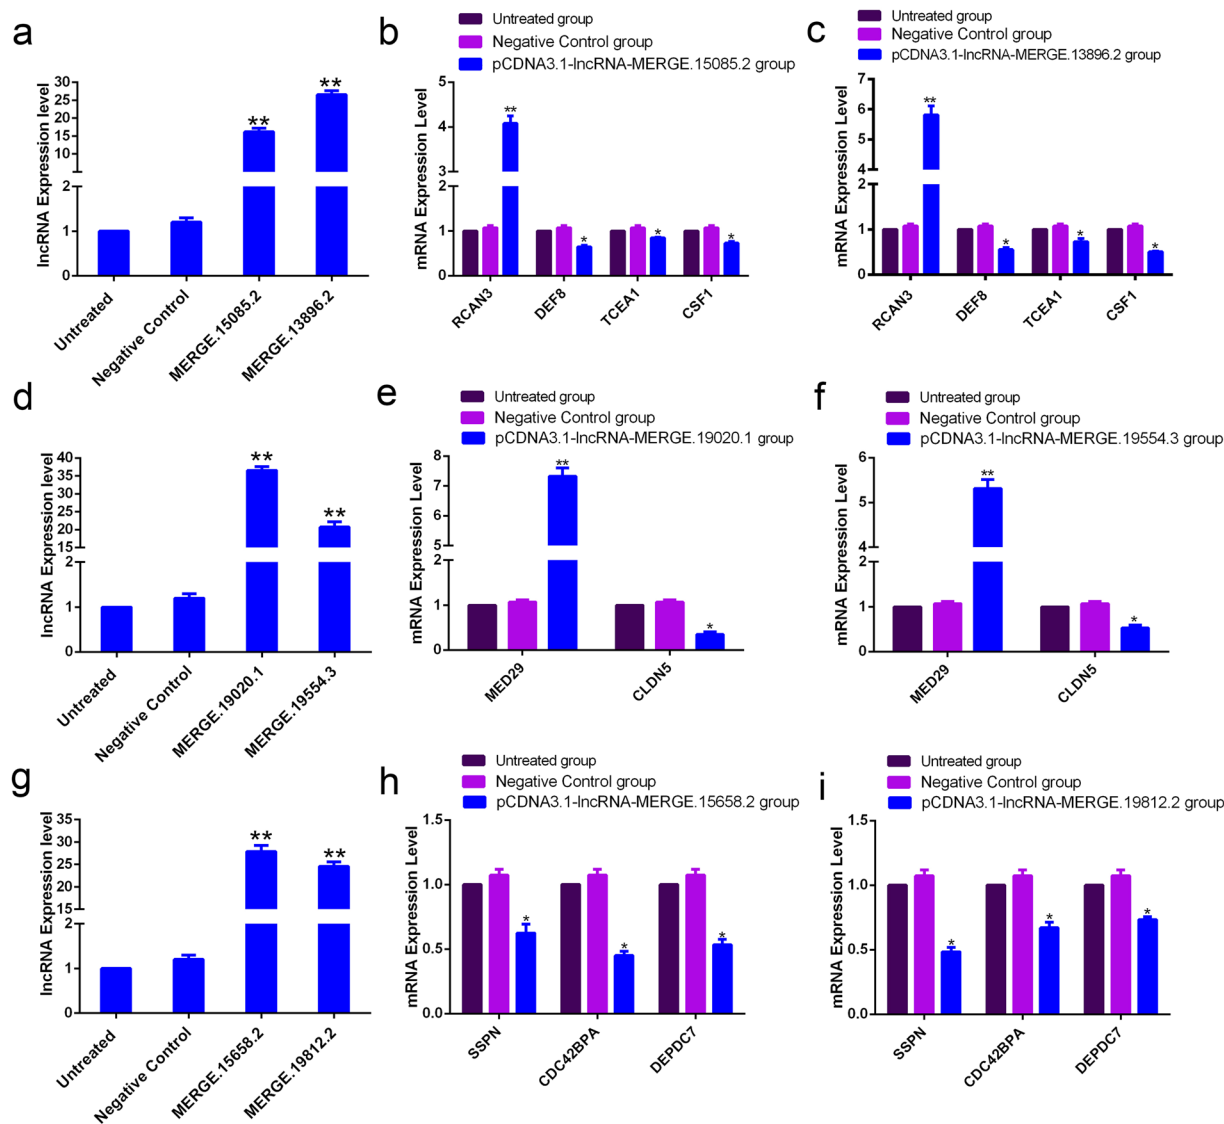 a
lncRNA Expression level
30
25
20
15
10
2
1
0
**
**
Untreated
Negative Control
MERGE.15085.2
MERGE.13896.2
b
Untreated group
Negative Control group
pCDNA3.1-lncRNA-MERGE.15085.2 group
mRNA Expression Level
5
4
3
2
1
0
**
*
*
*
RCAN3
DEF8
TCEA1
CSF1
c
Untreated group
Negative Control group
pCDNA3.1-lncRNA-MERGE.13896.2 group
mRNA Expression Level
7
6
5
4
2
1
0
**
*
*
*
RCAN3
DEF8
TCEA1
CSF1
d
lncRNA Expression level
40
35
30
25
20
15
2
1
0
**
**
Untreated
Negative Control
MERGE.19020.1
MERGE.19554.3
e
Untreated group
Negative Control group
pCDNA3.1-lncRNA-MERGE.19020.1 group
mRNA Expression Level
8
7
6
5
2
1
0
**
*
MED29
CLDN5
f
Untreated group
Negative Control group
pCDNA3.1-lncRNA-MERGE.19554.3 group
mRNA Expression Level
6
5
4
2
1
0
**
*
MED29
CLDN5
g
lncRNA Expression level
35
30
25
20
15
2
1
0
**
**
Untreated
Negative Control
MERGE.15658.2
MERGE.19812.2
h
Untreated group
Negative Control group
pCDNA3.1-lncRNA-MERGE.15658.2 group
mRNA Expression Level
1.5
1.0
0.5
0.0
*
*
*
SSPN
CDC42BPA
DEPDC7
i
Untreated group
Negative Control group
pCDNA3.1-lncRNA-MERGE.19812.2 group
mRNA Expression Level
1.5
1.0
0.5
0.0
*
*
*
SSPN
CDC42BPA
DEPDC7